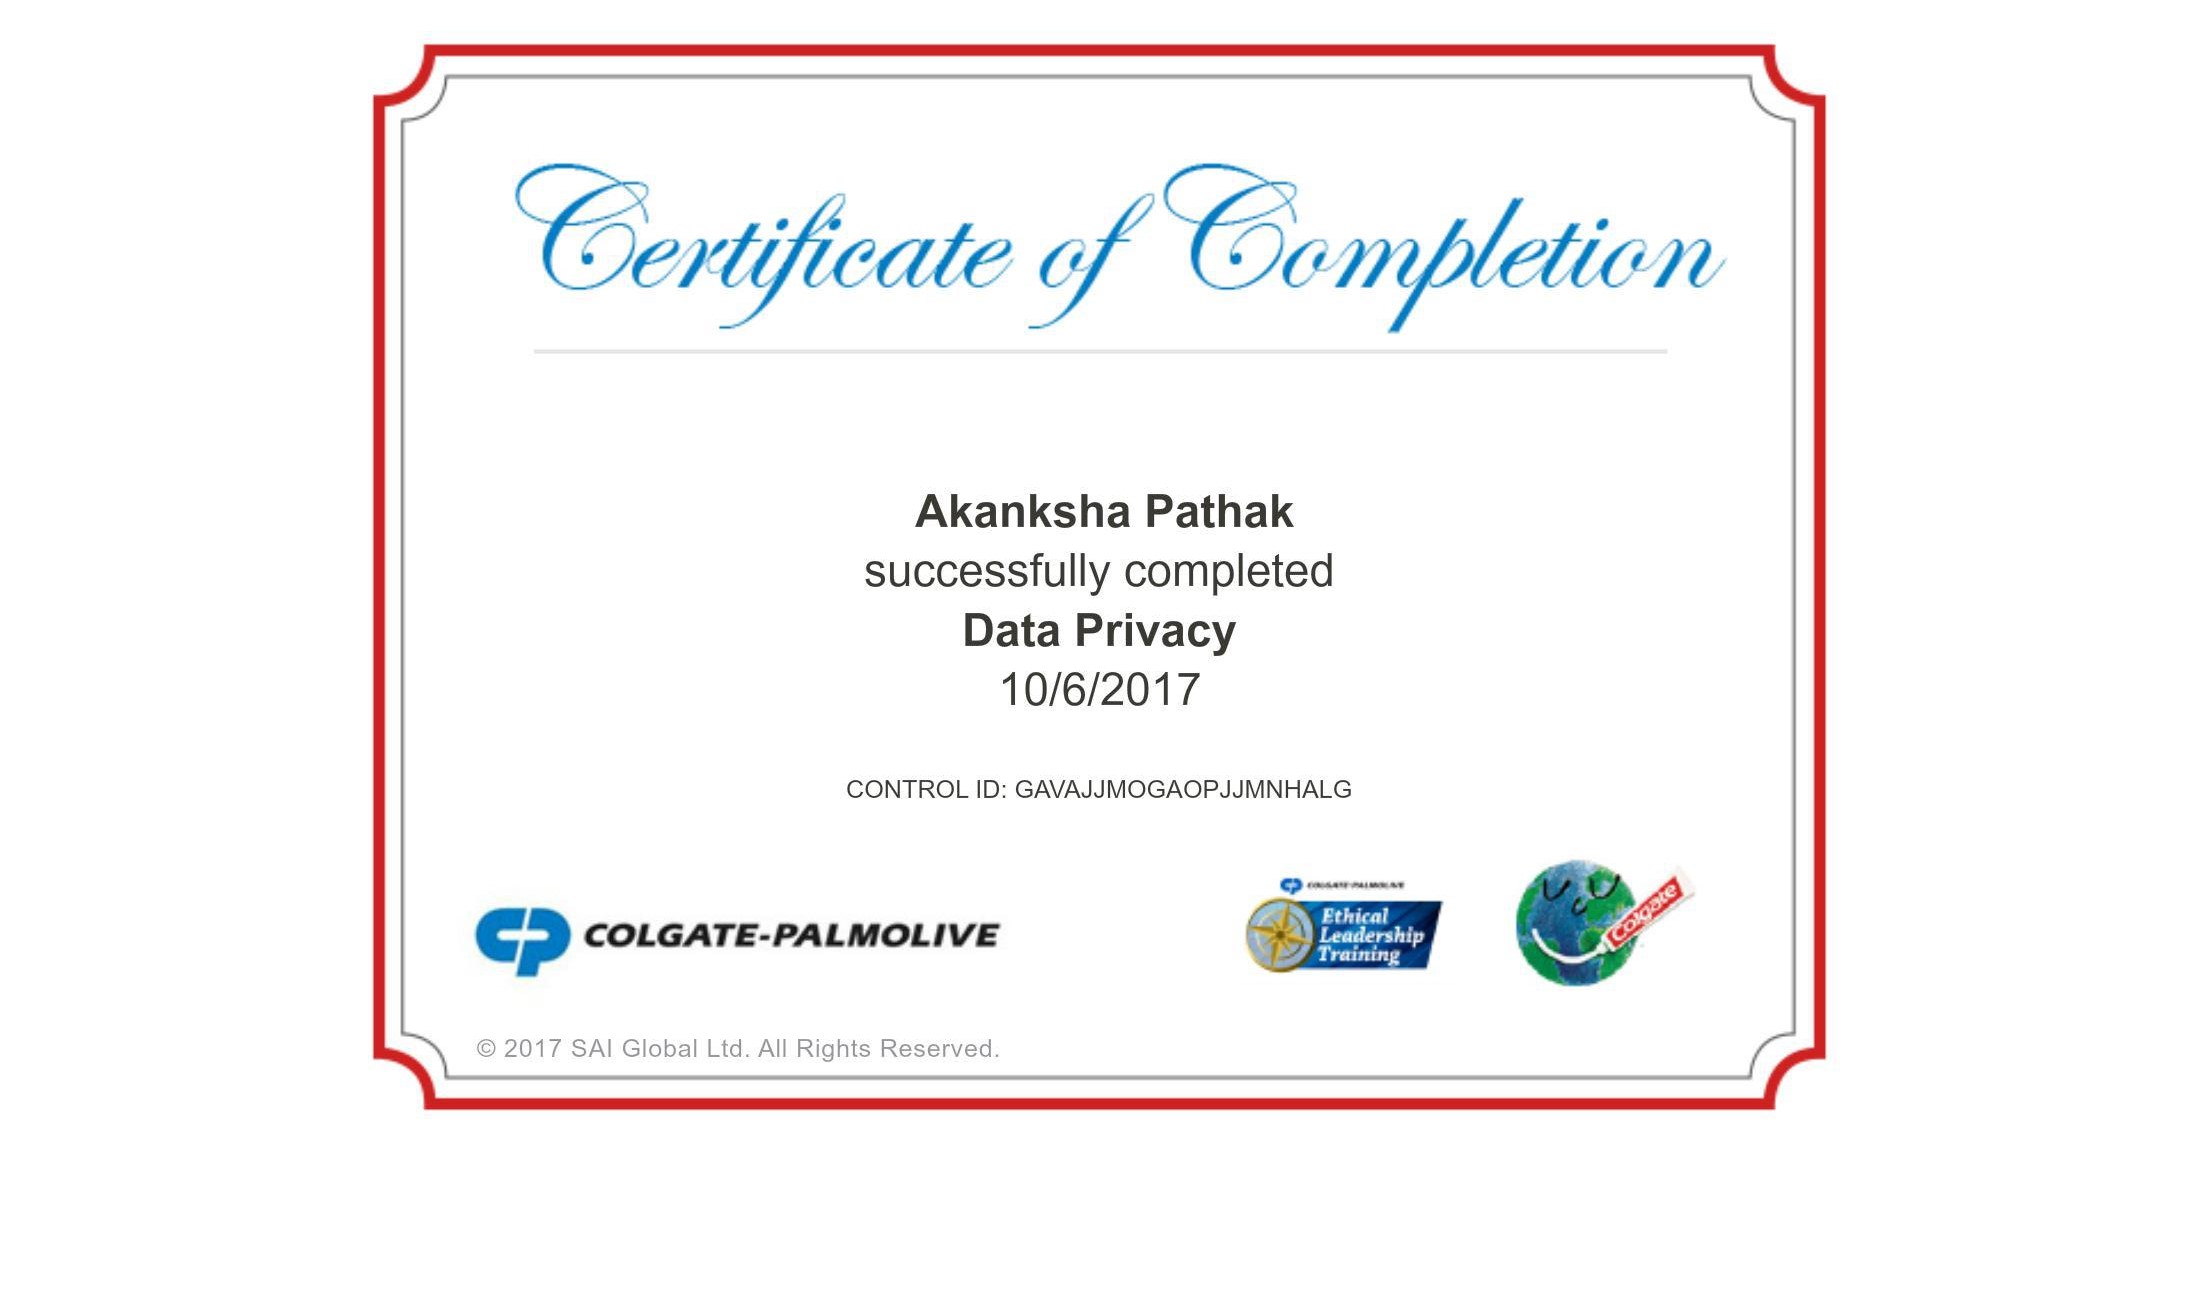 Certificate of Completion
Akanksha Pathak
successfully completed
Data Privacy
10/6/2017
CONTROL ID: GAVAJJMOGAOPJJMNHALG
COLGATE-PALMOLIVE
COLGATE-PALMOLIVE
Ethical
Leadership
Training
Colgate
© 2017 SAI Global Ltd. All Rights Reserved.